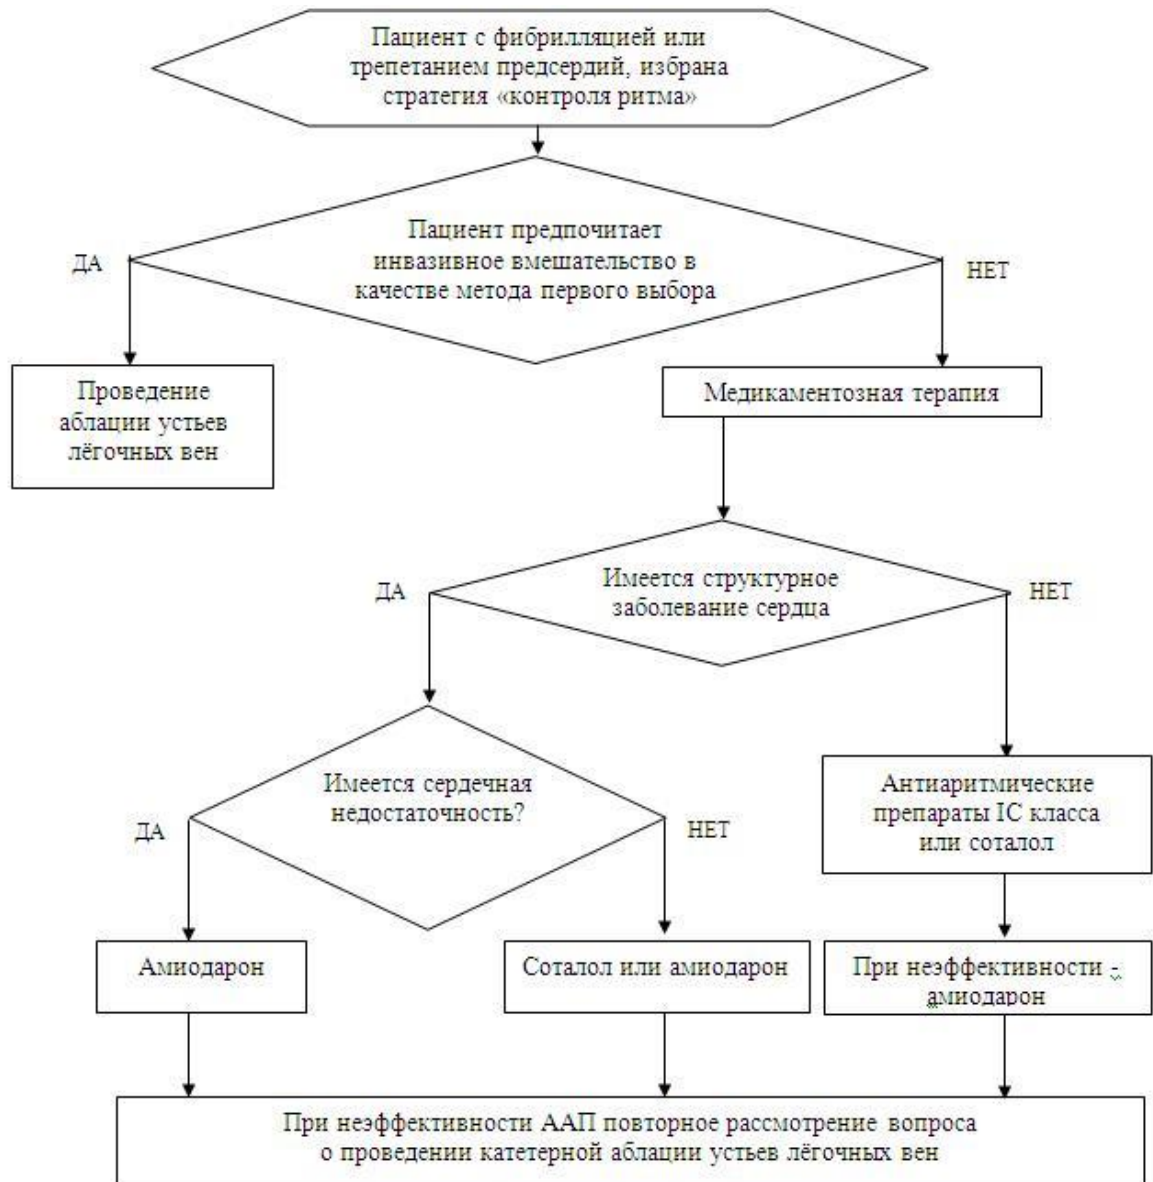 Пациент с фибрилляцией или
трепетанием предсердий, избрана
стратегия «контроля ритма»
Пациент предпочитает
инвазивное вмешательство в
качестве метода первого выбора
ДА
НЕТ
Проведение
аблации устьев
лёгочных вен
Медикаментозная терапия
Имеется структурное
заболевание сердца
ДА
НЕТ
Имеется сердечная
недостаточность?
ДА
НЕТ
Антиаритмические
препараты IC класса
или соталол
Амиодарон
Соталол или амиодарон
При неэффективности -
амиодарон
При неэффективности ААП повторное рассмотрение вопроса
о проведении катетерной аблации устьев лёгочных вен